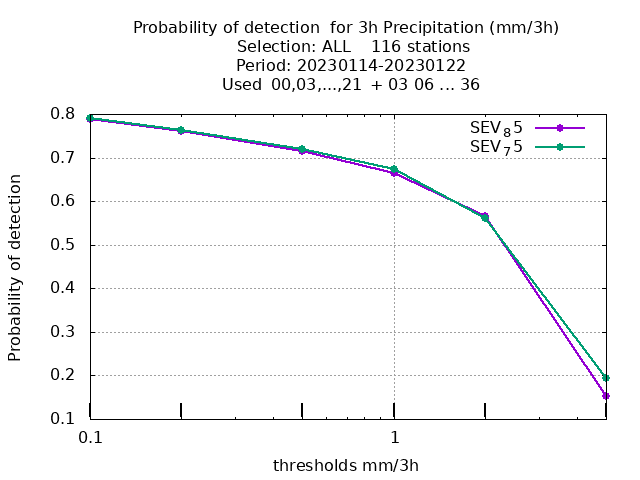 Probability of detection  for 3h Precipitation (mm/3h)
Selection: ALL    116 stations
Period: 20230114-20230122
Used  00,03,...,21  + 03 06 ... 36
SEV₈5
SEV₇5
0.8
0.7
0.6
0.5
0.4
0.3
0.2
0.1
Probability of detection
0.1
1
thresholds mm/3h